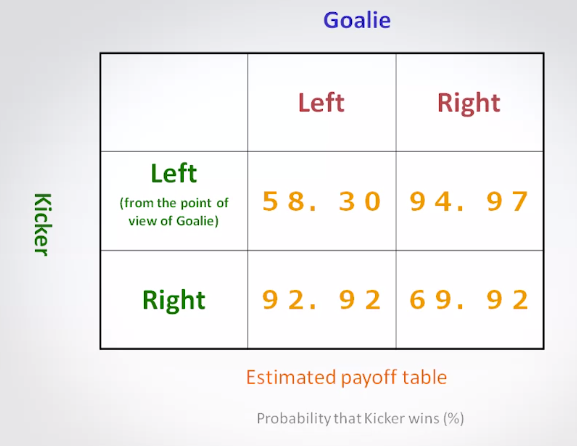 Goalie
Left Right
Left
(from the point of
view of Goalie)
58.30 94.97
Kicker
Right 92.92 69.92
Estimated payoff table
Probability that Kicker wins (%)